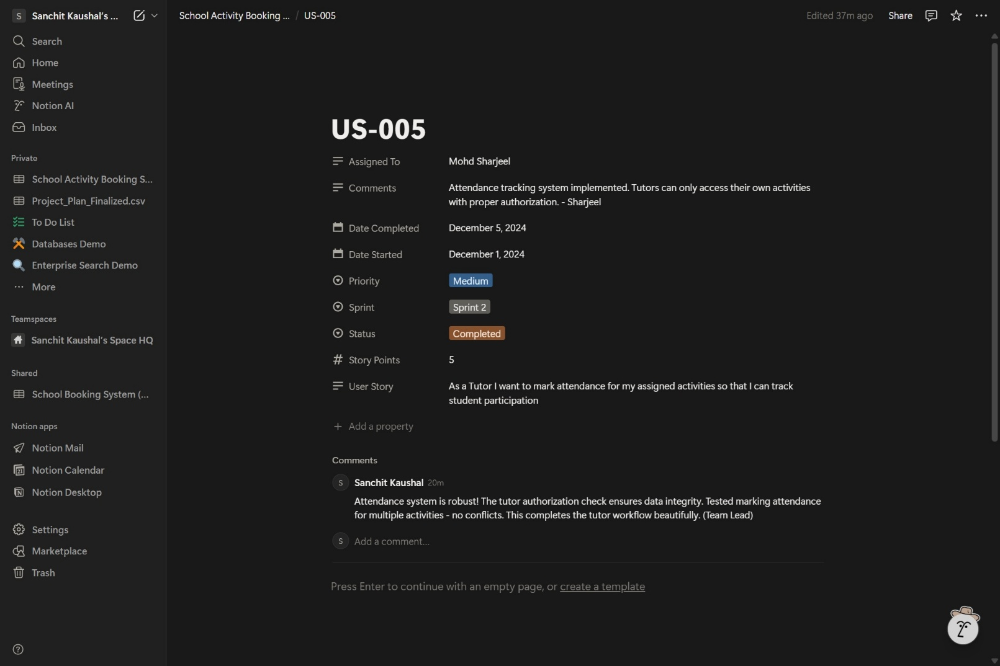 S Sanchit Kaushal's ...
Search
Home
Meetings
Notion AI
Inbox
Private
School Activity Booking S...
Project_Plan_Finalized.csv
To Do List
Databases Demo
Enterprise Search Demo
More
Teamspaces
Sanchit Kaushal's Space HQ
Shared
School Booking System (...
Notion apps
Notion Mail
Notion Calendar
Notion Desktop
Settings
Marketplace
Trash
School Activity Booking ... / US-005
Edited 37m ago Share
US-005
Assigned To Mohd Sharjeel
Comments Attendance tracking system implemented. Tutors can only access their own activities
with proper authorization. - Sharjeel
Date Completed December 5, 2024
Date Started December 1, 2024
Priority Medium
Sprint Sprint 2
Status Completed
# Story Points 5
User Story As a Tutor I want to mark attendance for my assigned activities so that I can track
student participation
+ Add a property
Comments
S Sanchit Kaushal 20m
Attendance system is robust! The tutor authorization check ensures data integrity. Tested marking attendance
for multiple activities - no conflicts. This completes the tutor workflow beautifully. (Team Lead)
S Add a comment...
Press Enter to continue with an empty page, or create a template